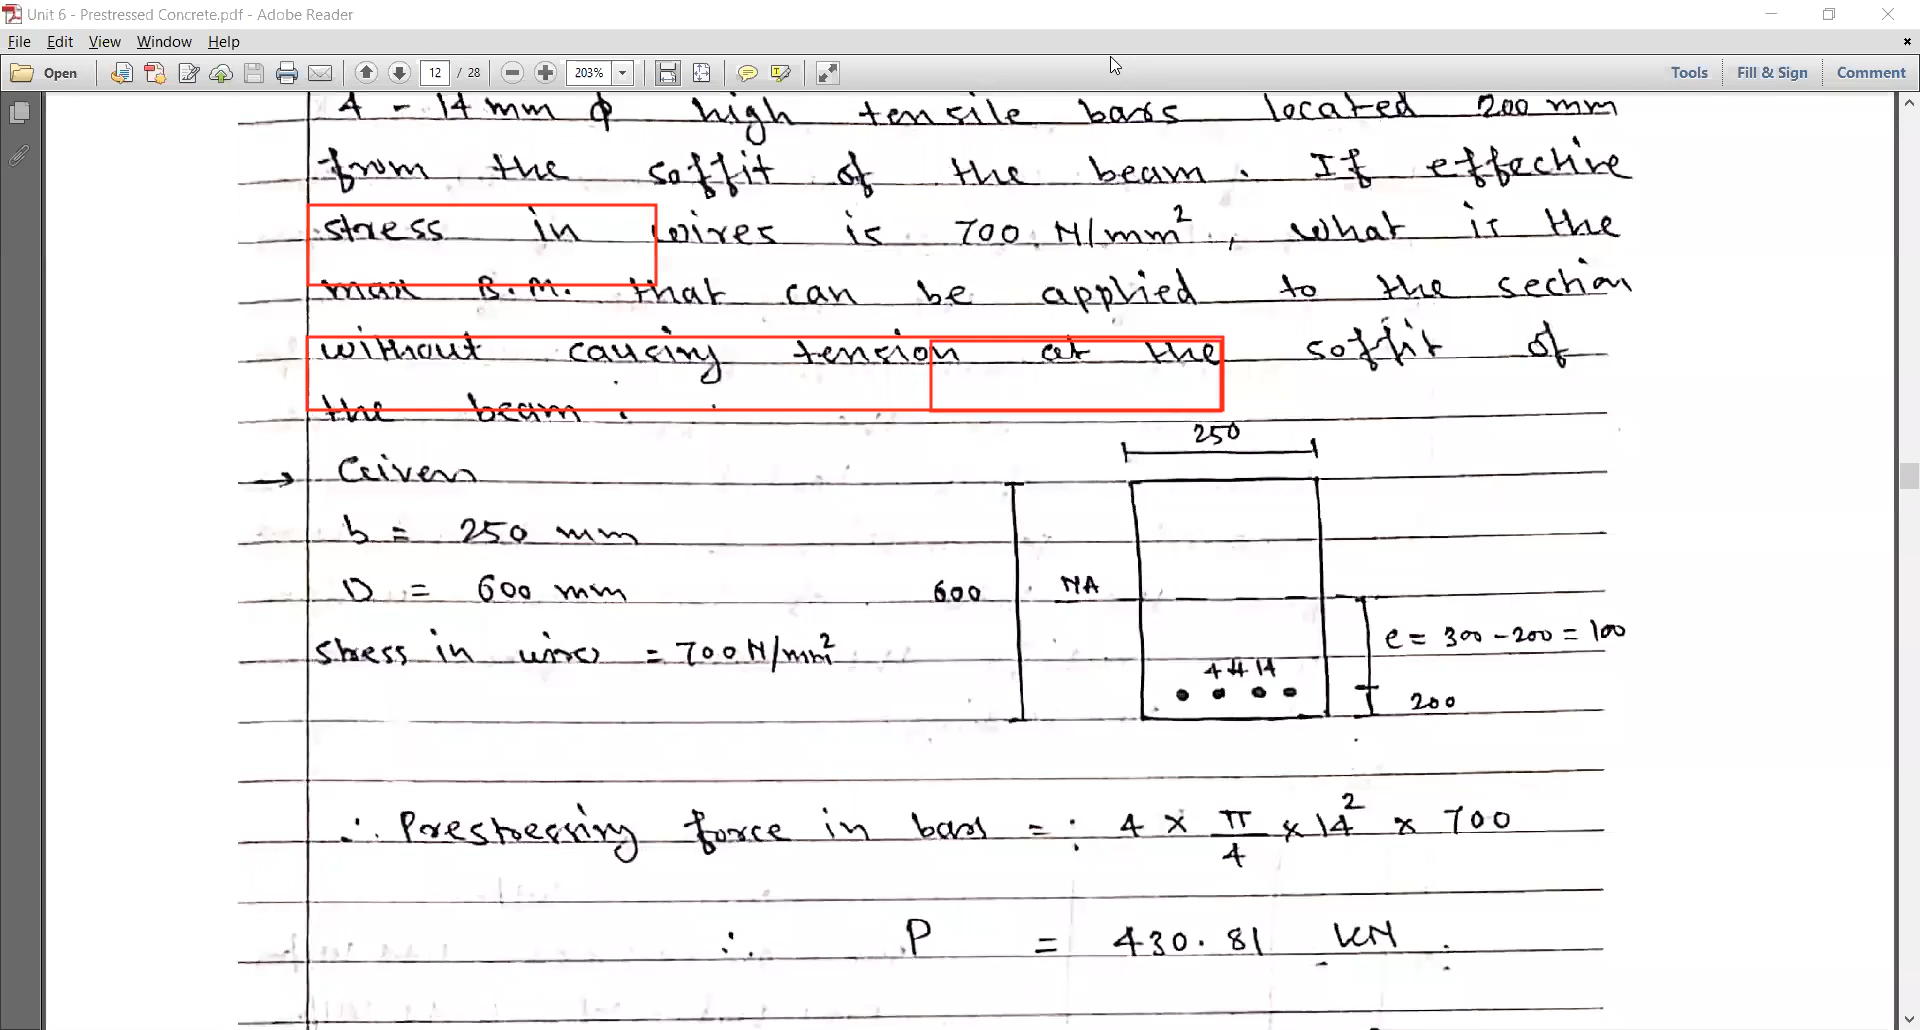 Unit 6 - Prestressed Concrete.pdf - Adobe Reader
File Edit View Window Help
Open 12 / 28 203% Tools Fill & Sign Comment
4 - 14 mm ϕ high tensile bars located 200 mm
from the soffit of the beam. If effective
stress in wires is 700 N/mm², what is the
max B.M. that can be applied to the section
without causing tension at the soffit of
the beam.
250
→ Given
b = 250 mm
D = 600 mm
600 NA
e = 300 - 200 = 100
stress in wires = 700 N/mm²
4 # 14
200
∴ Prestressing force in bars = : 4 × π/4 × 14² × 700
∴ P = 430.81 kN.